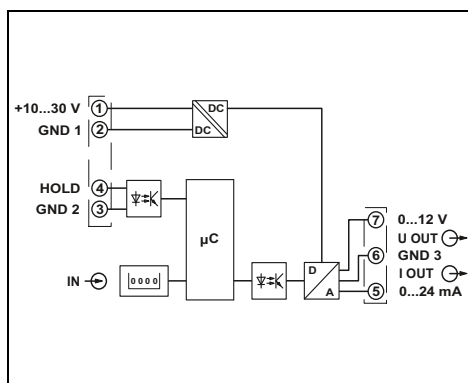 +10...30 V 1
GND 1 2
DC
DC
HOLD 4
GND 2 3
µC
IN
0000
D
A
7 0...12 V
U OUT
6 GND 3
I OUT
5 0...24 mA